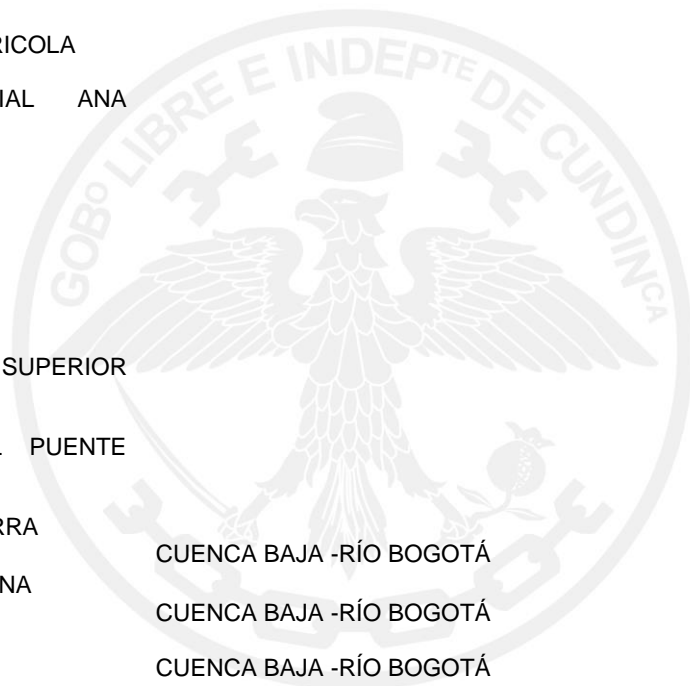 RICOLA
IAL ANA
SUPERIOR
PUENTE
RRA
NA
CUENCA BAJA -RÍO BOGOTÁ
CUENCA BAJA -RÍO BOGOTÁ
CUENCA BAJA -RÍO BOGOTÁ
GOBº LIBRE E INDEPTE DE CUNDINCA